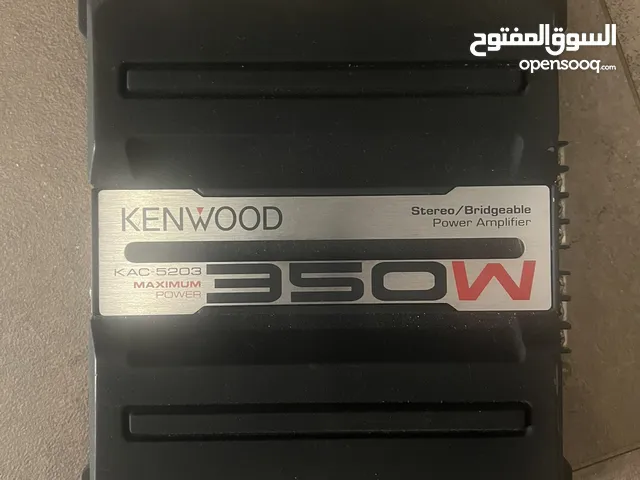 السوق المفتوح
opensooq.com
KENWOOD
Stereo/Bridgeable
Power Amplifier
KAC-5203
MAXIMUM
POWER
350W